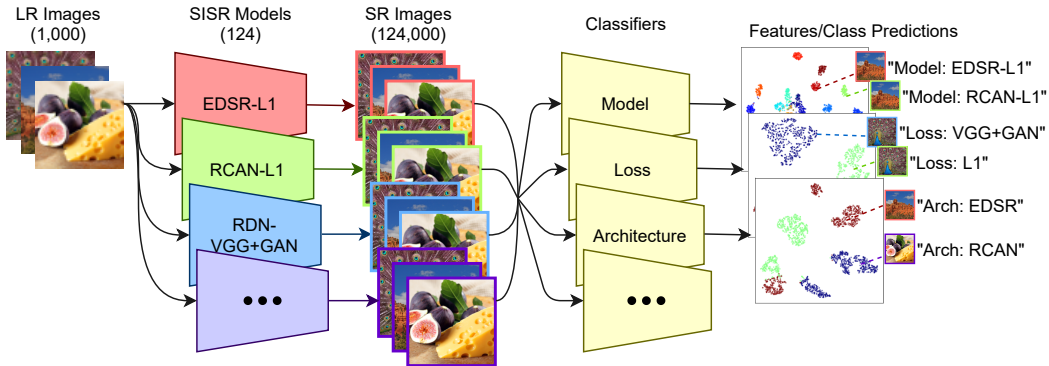 LR Images
(1,000)
SISR Models
(124)
SR Images
(124,000)
Classifiers
Features/Class Predictions
EDSR-L1
RCAN-L1
RDN-
VGG+GAN
Model
Loss
Architecture
"Model: EDSR-L1"
"Model: RCAN-L1"
"Loss: VGG+GAN"
"Loss: L1"
"Arch: EDSR"
"Arch: RCAN"